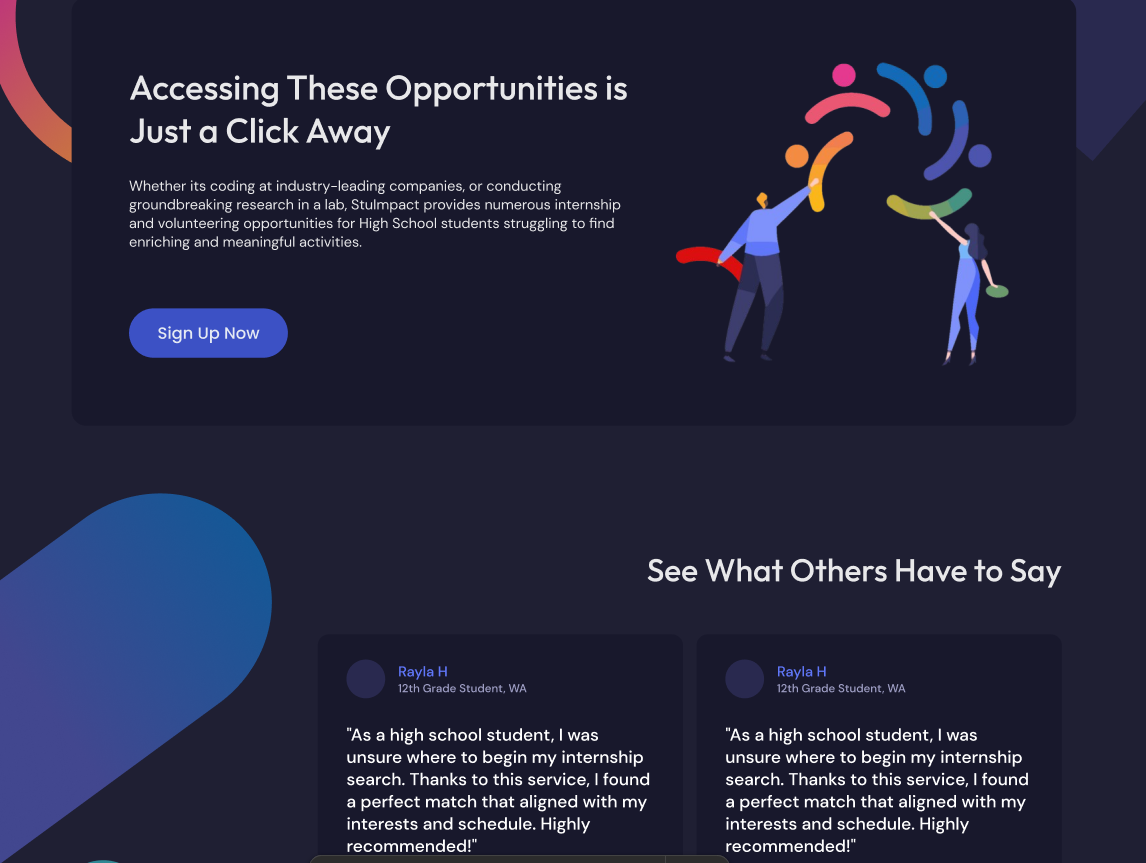 Accessing These Opportunities is
Just a Click Away
Whether its coding at industry-leading companies, or conducting
groundbreaking research in a lab, StuImpact provides numerous internship
and volunteering opportunities for High School students struggling to find
enriching and meaningful activities.
Sign Up Now
See What Others Have to Say
Rayla H
12th Grade Student, WA
"As a high school student, I was
unsure where to begin my internship
search. Thanks to this service, I found
a perfect match that aligned with my
interests and schedule. Highly
recommended!"
Rayla H
12th Grade Student, WA
"As a high school student, I was
unsure where to begin my internship
search. Thanks to this service, I found
a perfect match that aligned with my
interests and schedule. Highly
recommended!"